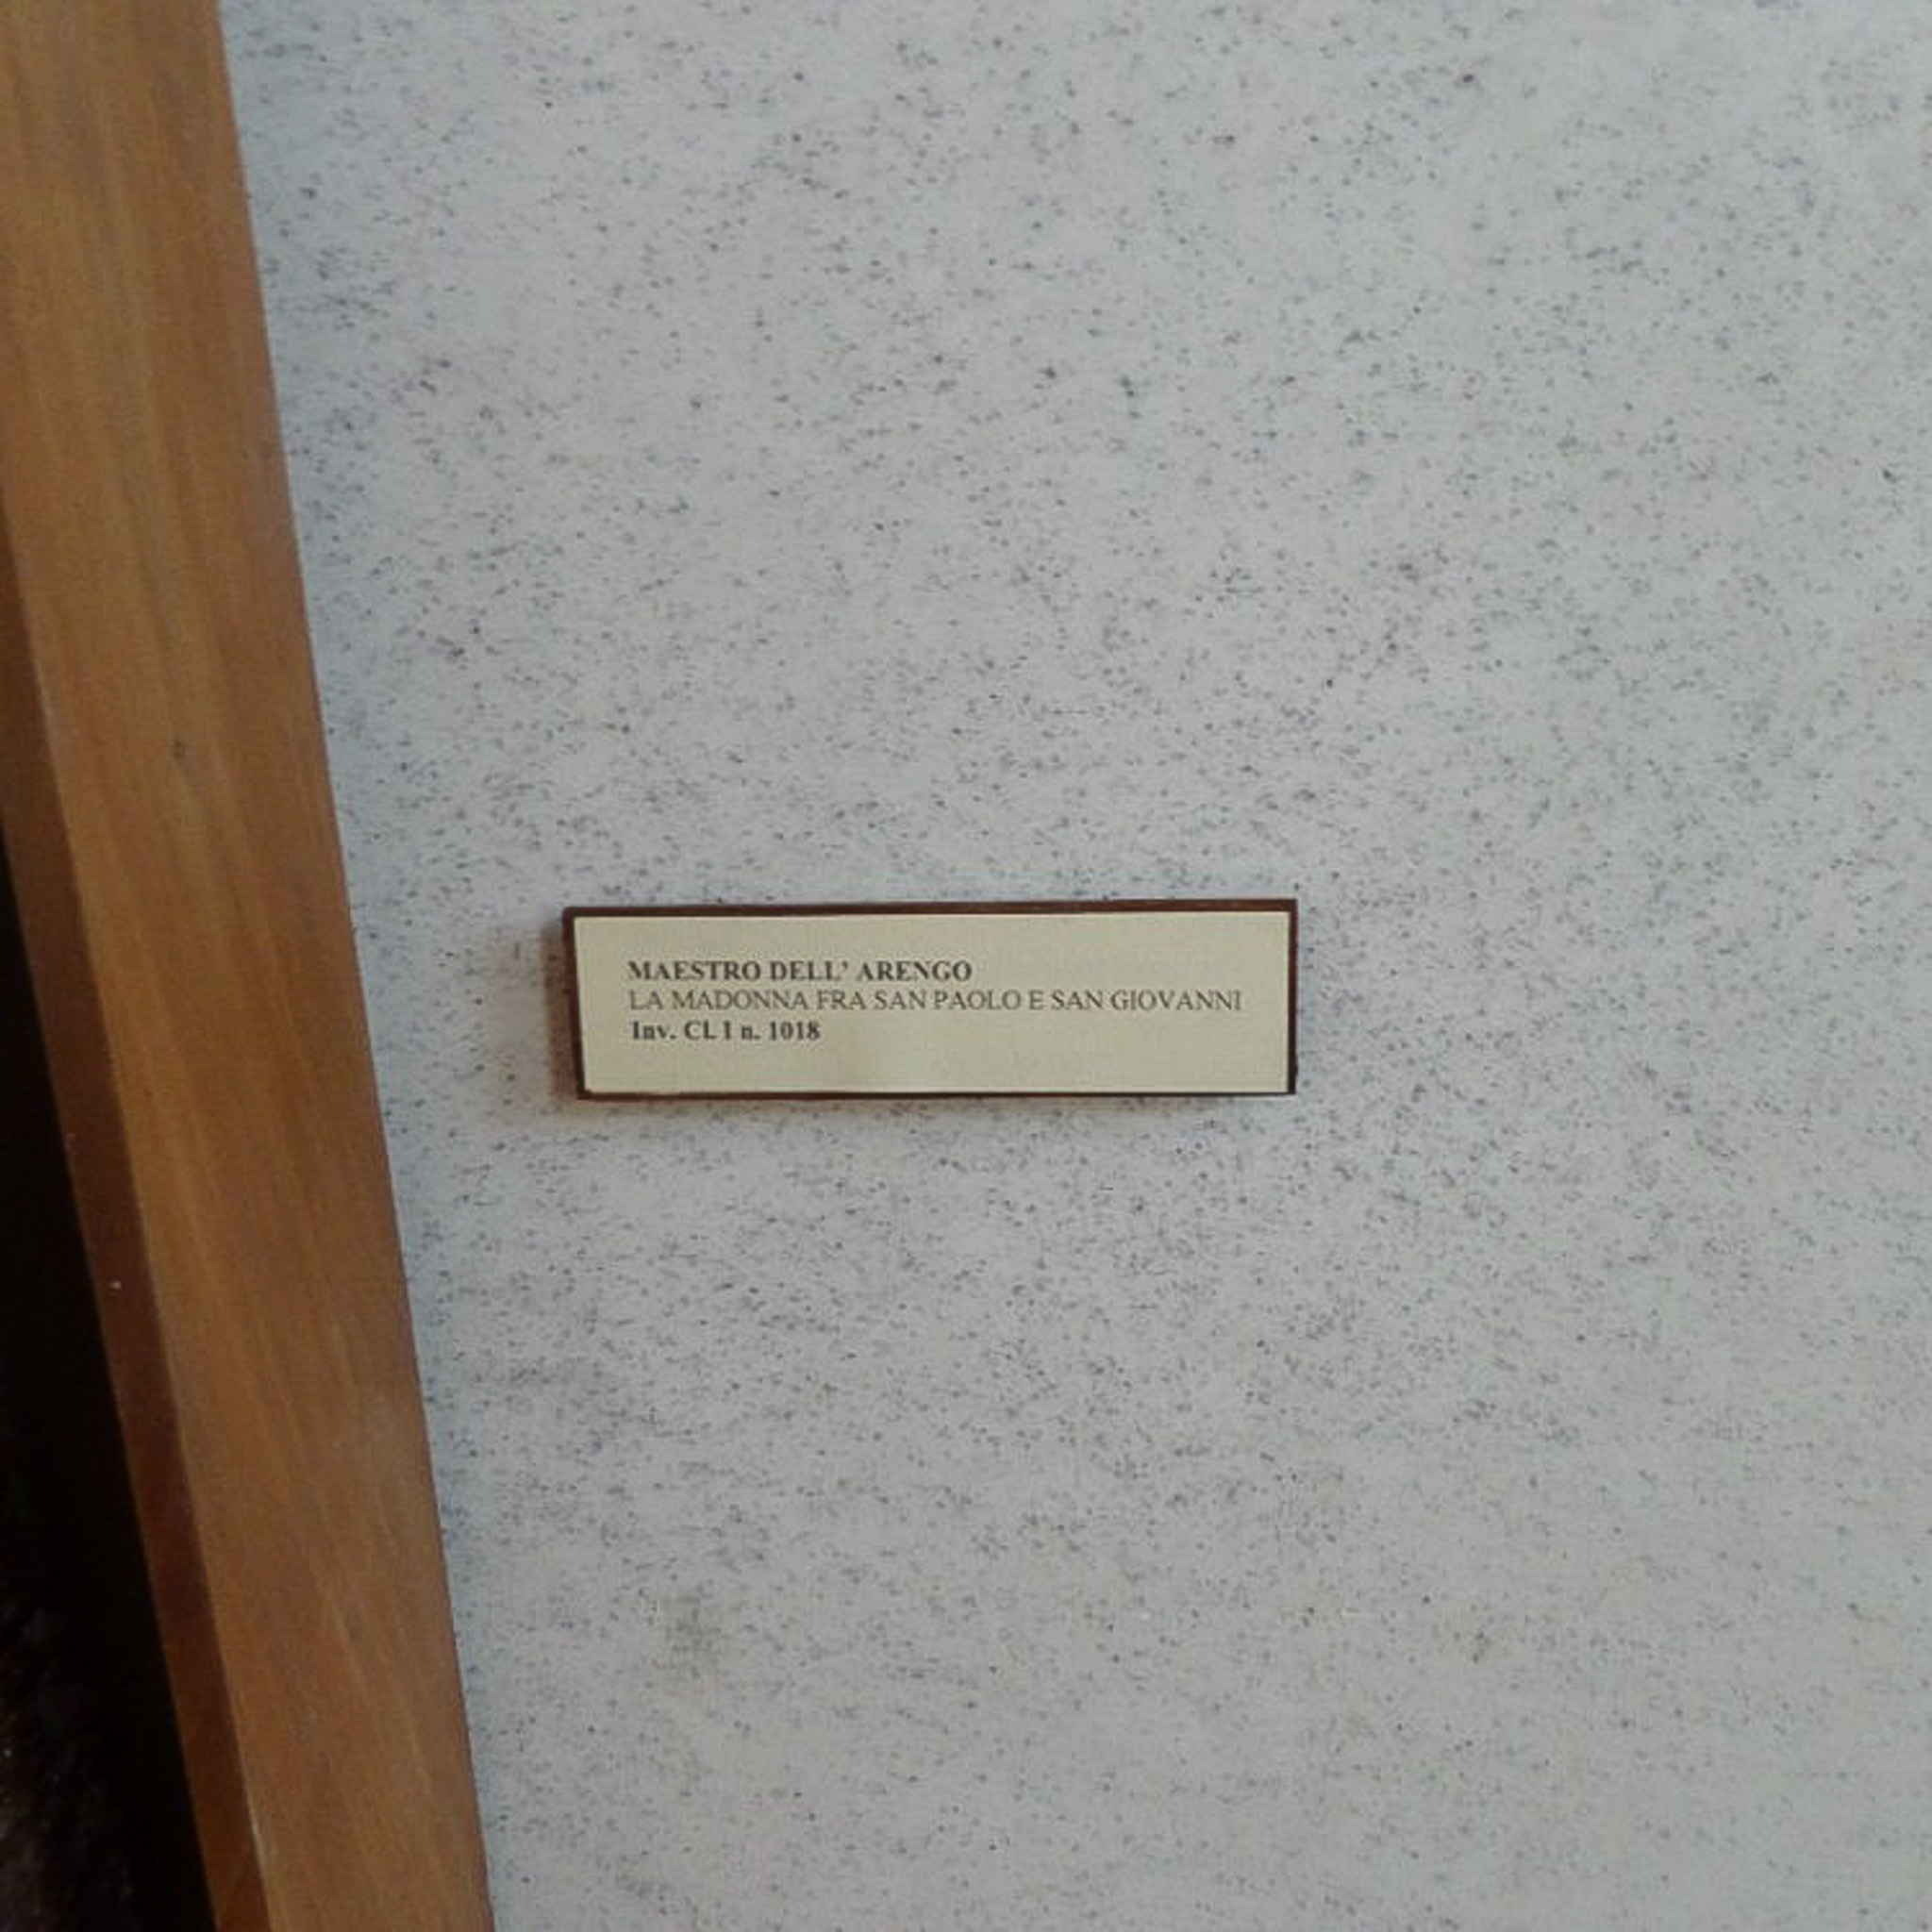 MAESTRO DELL' ARENGO
LA MADONNA FRA SAN PAOLO E SAN GIOVANNI
Inv. Cl. I n. 1018